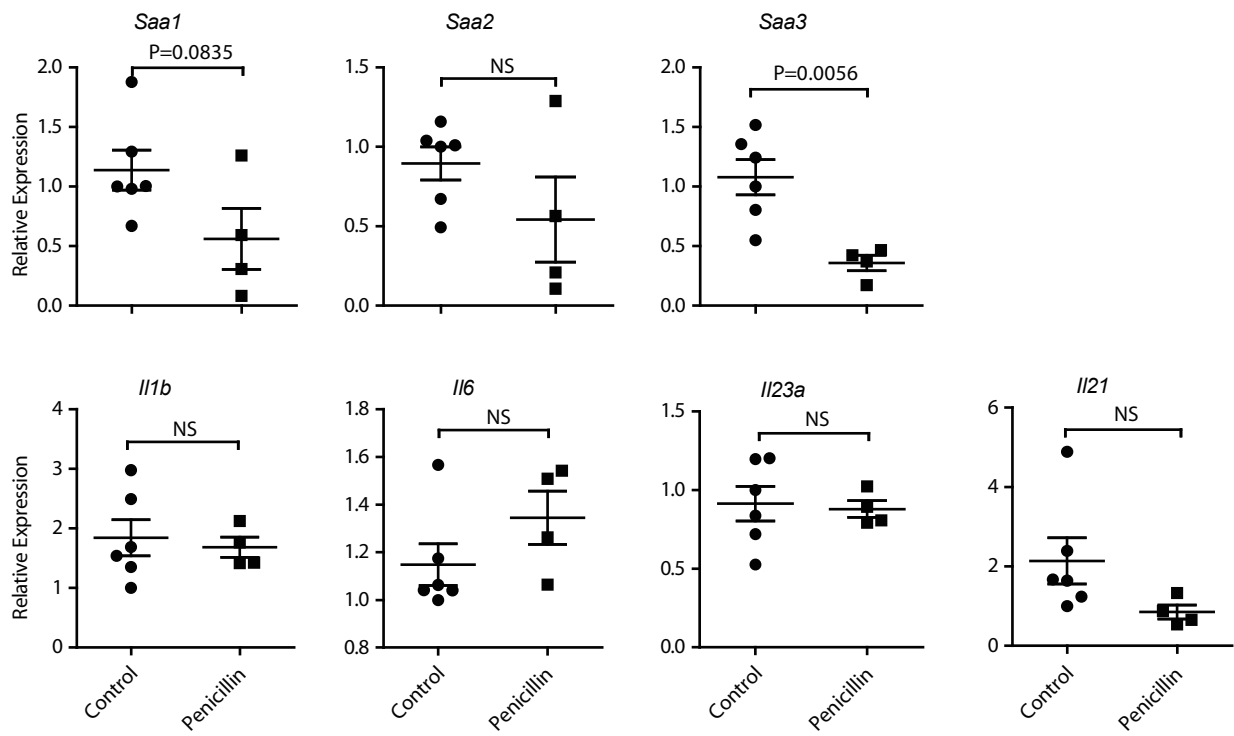 Saa1
Saa2
Saa3
P=0.0835
NS
P=0.0056
Relative Expression
2.0
1.5
1.0
0.5
0.0
1.5
1.0
0.5
0.0
2.0
1.5
1.0
0.5
0.0
Il1b
Il6
Il23a
Il21
NS
NS
NS
NS
Relative Expression
4
3
2
1
0
1.8
1.6
1.4
1.2
1.0
0.8
1.5
1.0
0.5
0.0
6
4
2
0
Control
Penicillin
Control
Penicillin
Control
Penicillin
Control
Penicillin